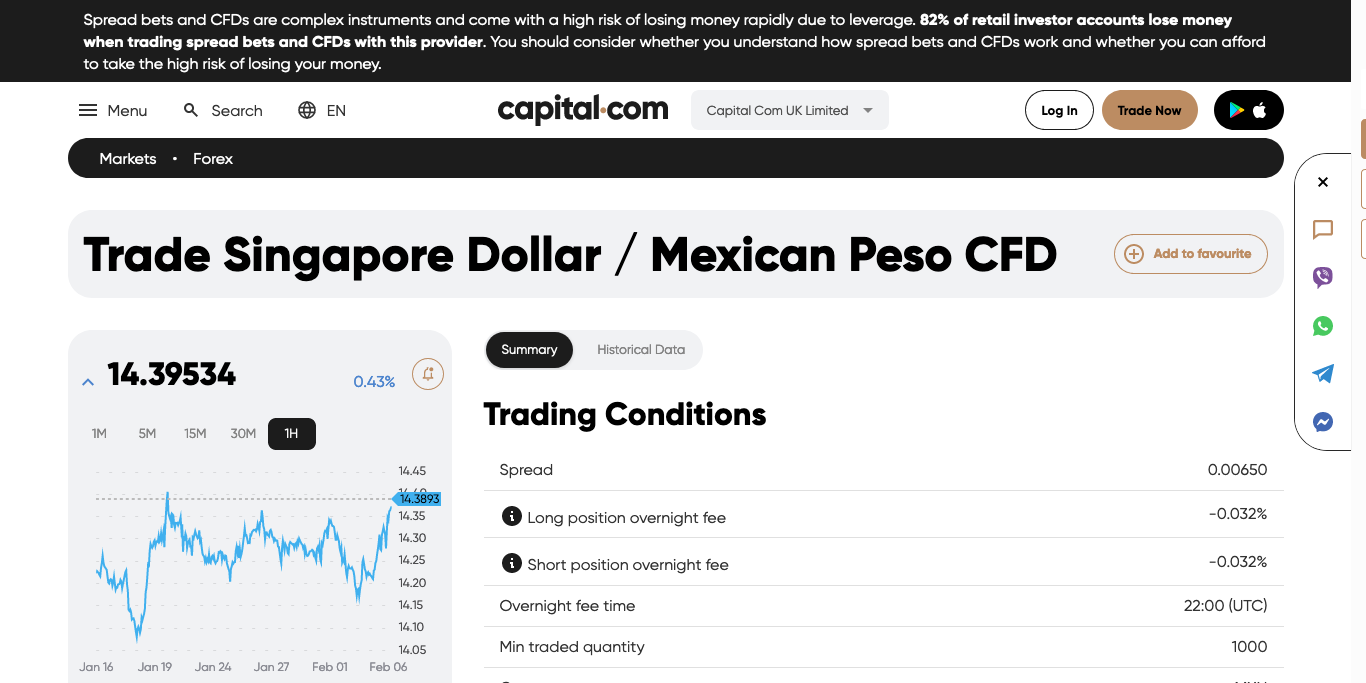 Spread bets and CFDs are complex instruments and come with a high risk of losing money rapidly due to leverage. 82% of retail investor accounts lose money
when trading spread bets and CFDs with this provider. You should consider whether you understand how spread bets and CFDs work and whether you can afford
to take the high risk of losing your money.
Menu
Search
EN
capital.com
Capital Com UK Limited
Log In
Trade Now
Markets • Forex
Trade Singapore Dollar / Mexican Peso CFD
Add to favourite
14.39534
0.43%
1M 5M 15M 30M 1H
14.45
14.3893
14.35
14.30
14.25
14.20
14.15
14.10
14.05
Jan 16 Jan 19 Jan 24 Jan 27 Feb 01 Feb 06
Summary
Historical Data
Trading Conditions
Spread 0.00650
Long position overnight fee -0.032%
Short position overnight fee -0.032%
Overnight fee time 22:00 (UTC)
Min traded quantity 1000